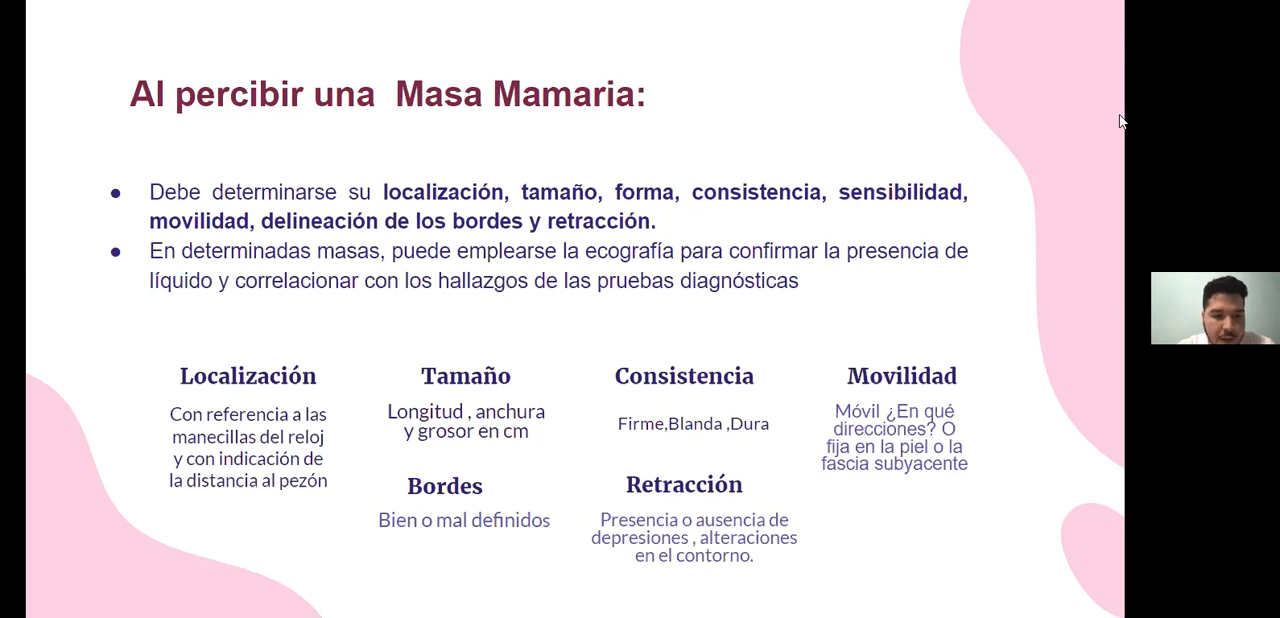 Al percibir una Masa Mamaria:
● Debe determinarse su localización, tamaño, forma, consistencia, sensibilidad,
movilidad, delineación de los bordes y retracción.
● En determinadas masas, puede emplearse la ecografía para confirmar la presencia de
líquido y correlacionar con los hallazgos de las pruebas diagnósticas
Localización
Con referencia a las
manecillas del reloj
y con indicación de
la distancia al pezón
Tamaño
Longitud , anchura
y grosor en cm
Consistencia
Firme,Blanda ,Dura
Movilidad
Móvil ¿En qué
direcciones? O
fija en la piel o la
fascia subyacente
Bordes
Bien o mal definidos
Retracción
Presencia o ausencia de
depresiones , alteraciones
en el contorno.